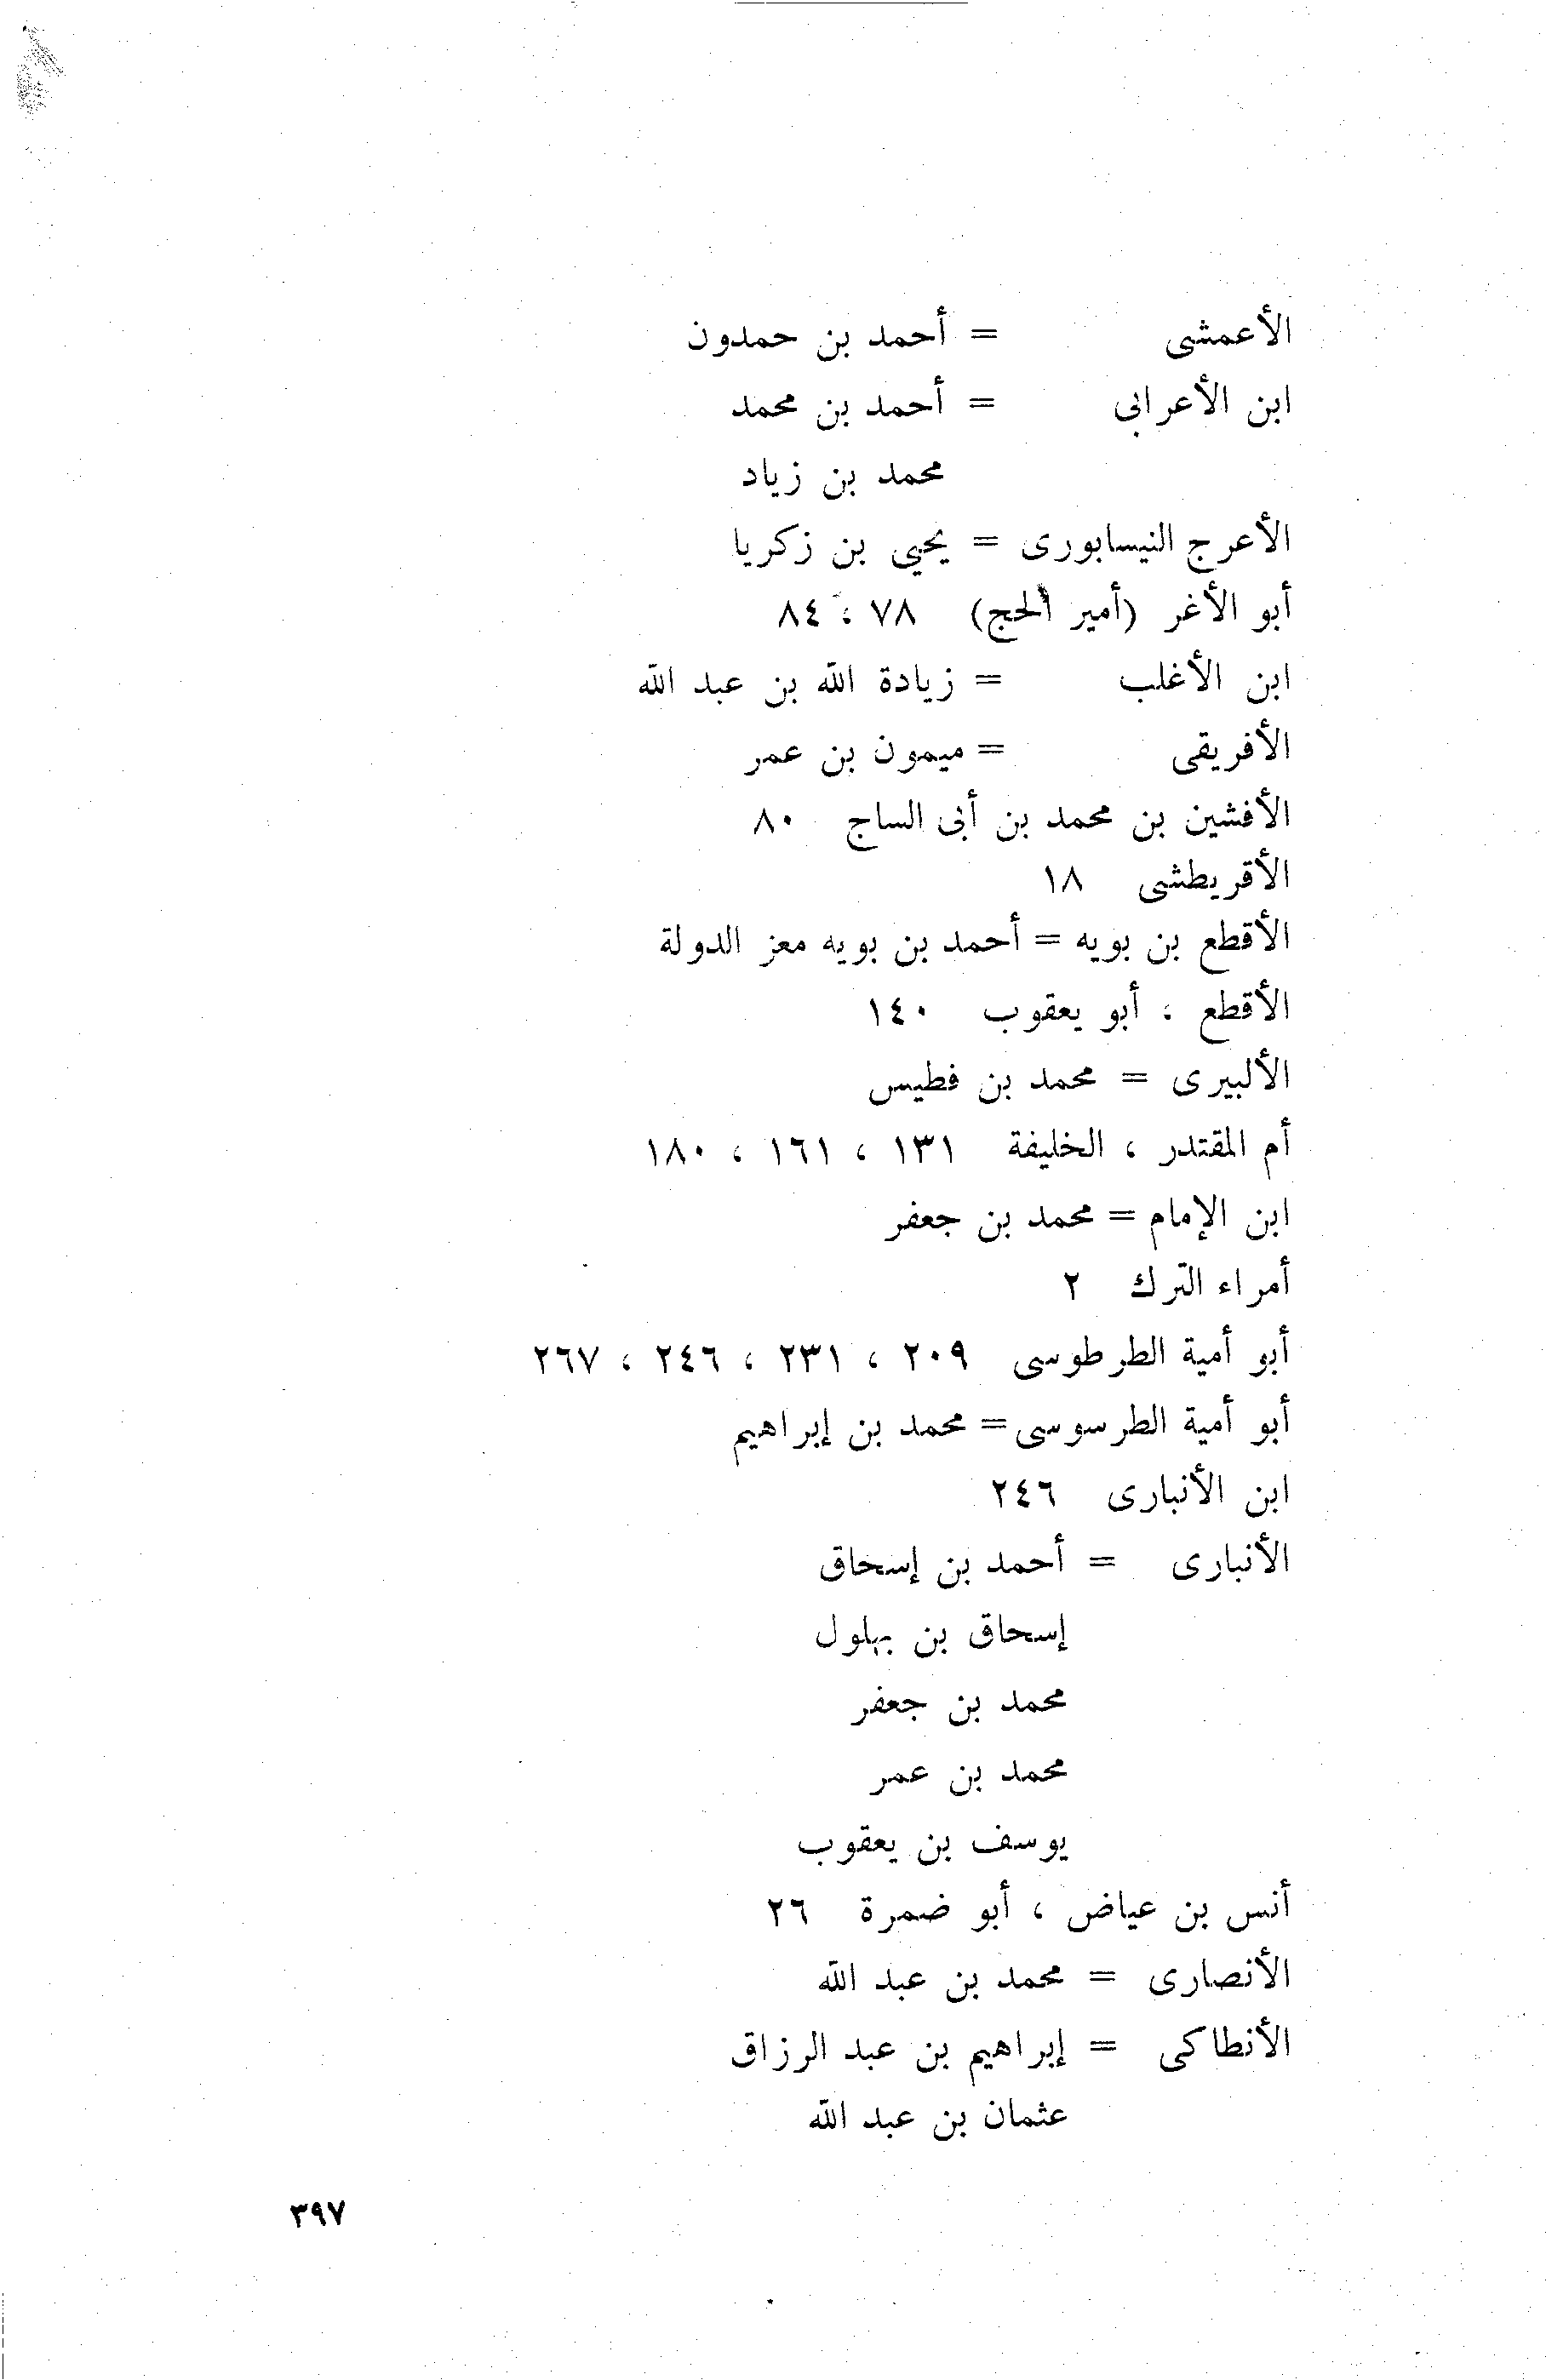 الأعمشى = أحمد بن حمدون
ابن الأعرابى = أحمد بن محمد
محمد بن زياد
الأعرج النيسابورى = يحيى بن زكريا
أبو الأغر (أمير الحج) ٧٨ ، ٨٤
ابن الأغلب = زيادة الله بن عبد الله
الأفريقى = ميمون بن عمر
الأفشين بن محمد بن أبى الساج ٨٠
الأقريطشى ١٨
الأقطع بن بويه = أحمد بن بويه معز الدولة
الأقطع ، أبو يعقوب ١٤٠
الألبيرى = محمد بن فطيس
أم المقتدر ، الخليفة ١٣١ ، ١٦١ ، ١٨٠
ابن الإمام = محمد بن جعفر
أمراء الترك ٢
أبو أمية الطرطوسى ٢٠٩ ، ٢٣١ ، ٢٤٦ ، ٢٦٧
أبو أمية الطرسوسى = محمد بن إبراهيم
ابن الأنبارى ٢٤٦
الأنبارى = أحمد بن إسحاق
إسحاق بن بهلول
محمد بن جعفر
محمد بن عمر
يوسف بن يعقوب
أنس بن عياض ، أبو ضمرة ٢٦
الأنصارى = محمد بن عبد الله
الأنطاكى = إبراهيم بن عبد الرزاق
عثمان بن عبد الله
٣٩٧